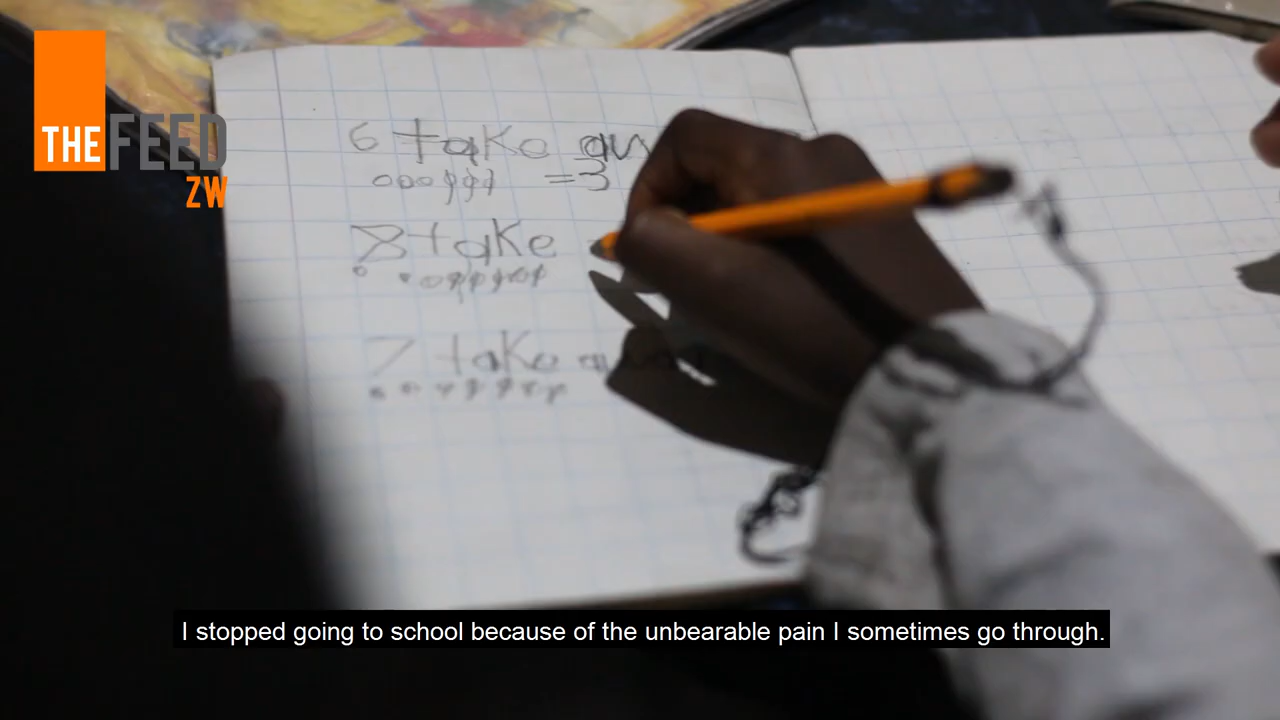 THE FEED
ZW
6 take
=3
8 take
7 take
I stopped going to school because of the unbearable pain I sometimes go through.